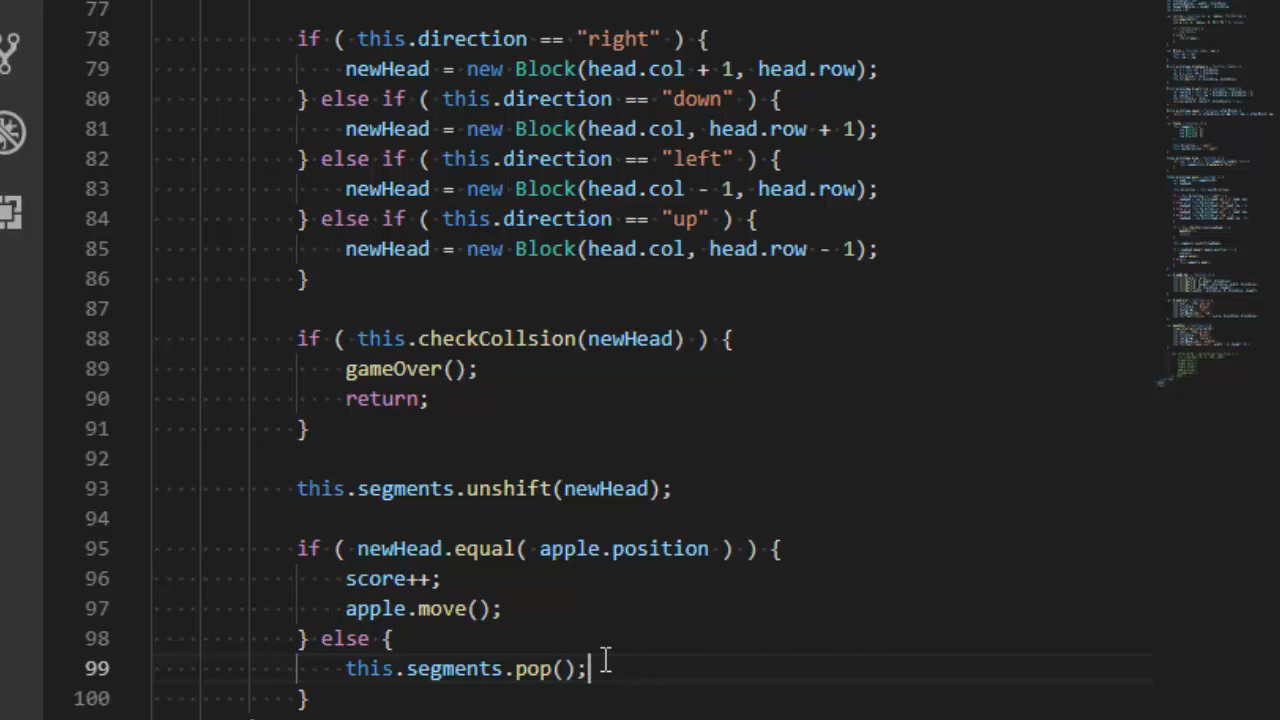 77
78 if ( this.direction == "right" ) {
79 newHead = new Block(head.col + 1, head.row);
80 } else if ( this.direction == "down" ) {
81 newHead = new Block(head.col, head.row + 1);
82 } else if ( this.direction == "left" ) {
83 newHead = new Block(head.col - 1, head.row);
84 } else if ( this.direction == "up" ) {
85 newHead = new Block(head.col, head.row - 1);
86 }
87
88 if ( this.checkCollsion(newHead) ) {
89 gameOver();
90 return;
91 }
92
93 this.segments.unshift(newHead);
94
95 if ( newHead.equal( apple.position ) ) {
96 score++;
97 apple.move();
98 } else {
99 this.segments.pop();
100 }